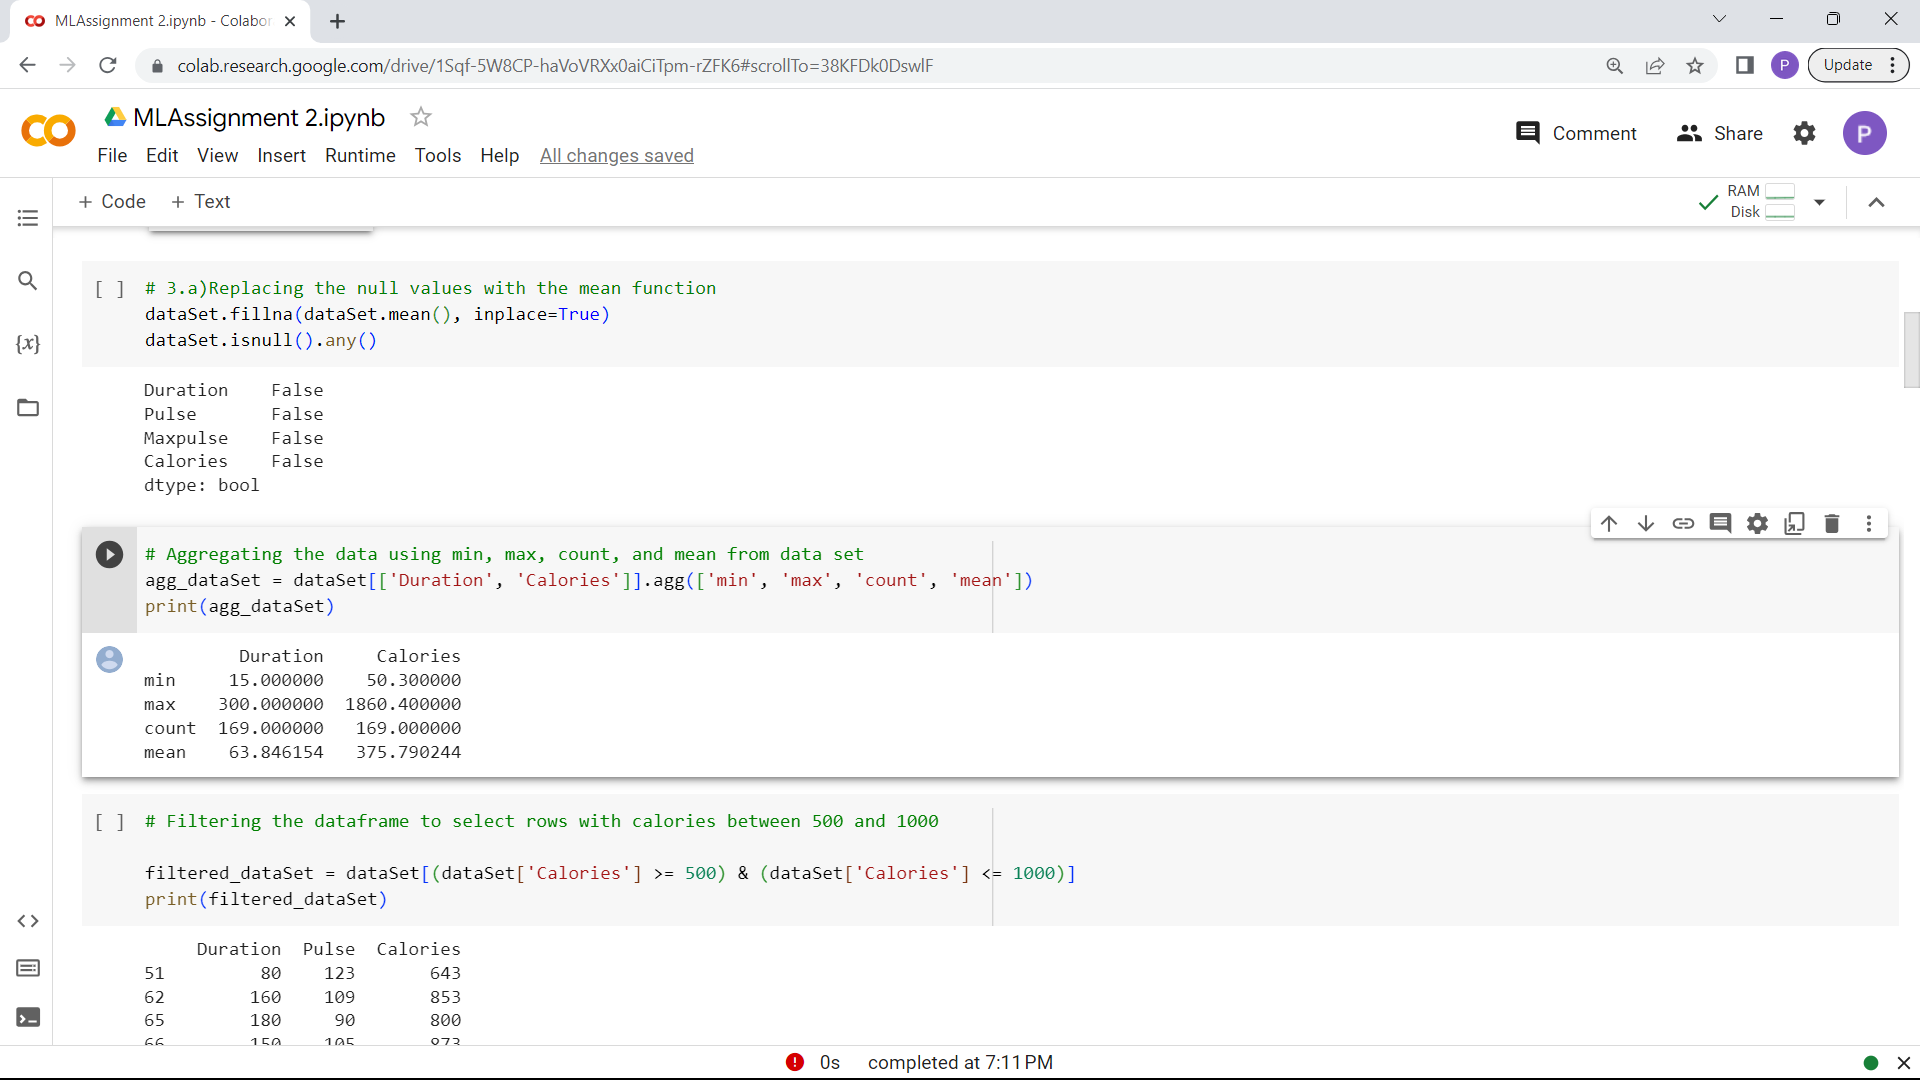 MLAssignment 2.ipynb - Colabor
colab.research.google.com/drive/1Sqf-5W8CP-haVoVRXx0aiCiTpm-rZFK6#scrollTo=38KFDk0DswlF
P
Update
MLAssignment 2.ipynb
Comment
Share
P
File Edit View Insert Runtime Tools Help All changes saved
+ Code + Text
RAM
Disk
{x}
[ ] # 3.a)Replacing the null values with the mean function
dataSet.fillna(dataSet.mean(), inplace=True)
dataSet.isnull().any()
Duration False
Pulse False
Maxpulse False
Calories False
dtype: bool
# Aggregating the data using min, max, count, and mean from data set
agg_dataSet = dataSet[['Duration', 'Calories']].agg(['min', 'max', 'count', 'mean'])
print(agg_dataSet)
Duration Calories
min 15.000000 50.300000
max 300.000000 1860.400000
count 169.000000 169.000000
mean 63.846154 375.790244
[ ] # Filtering the dataframe to select rows with calories between 500 and 1000
filtered_dataSet = dataSet[(dataSet['Calories'] >= 500) & (dataSet['Calories'] <= 1000)]
print(filtered_dataSet)
Duration Pulse Calories
51 80 123 643
62 160 109 853
65 180 90 800
66 150 105 873
0s completed at 7:11 PM